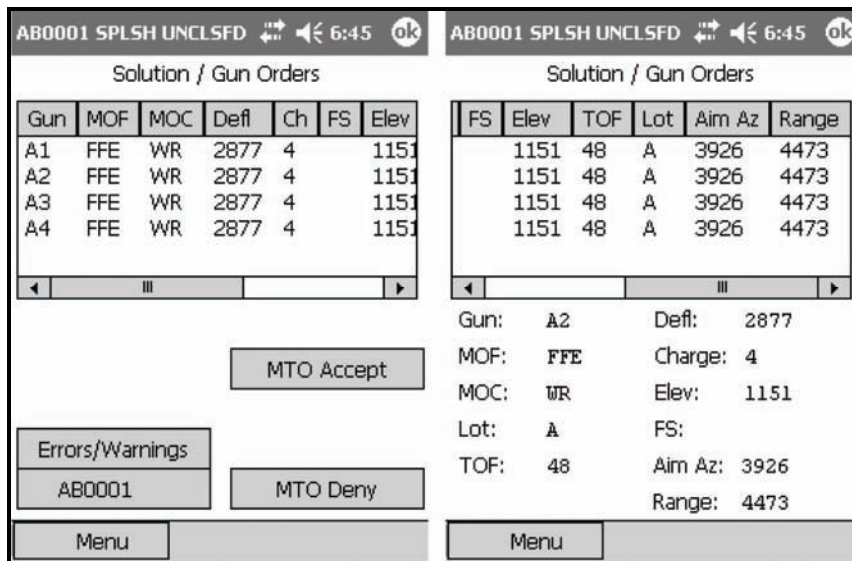 AB0001 SPLSH UNCLSFD 6:45 ok
Solution / Gun Orders
Gun MOF MOC Defl Ch FS Elev
A1 FFE WR 2877 4 1151
A2 FFE WR 2877 4 1151
A3 FFE WR 2877 4 1151
A4 FFE WR 2877 4 1151
MTO Accept
Errors/Warnings
AB0001
MTO Deny
Menu
AB0001 SPLSH UNCLSFD 6:45 ok
Solution / Gun Orders
FS Elev TOF Lot Aim Az Range
1151 48 A 3926 4473
1151 48 A 3926 4473
1151 48 A 3926 4473
1151 48 A 3926 4473
Gun: A2 Defl: 2877
MOF: FFE Charge: 4
MOC: WR Elev: 1151
Lot: A FS:
TOF: 48 Aim Az: 3926
Range: 4473
Menu